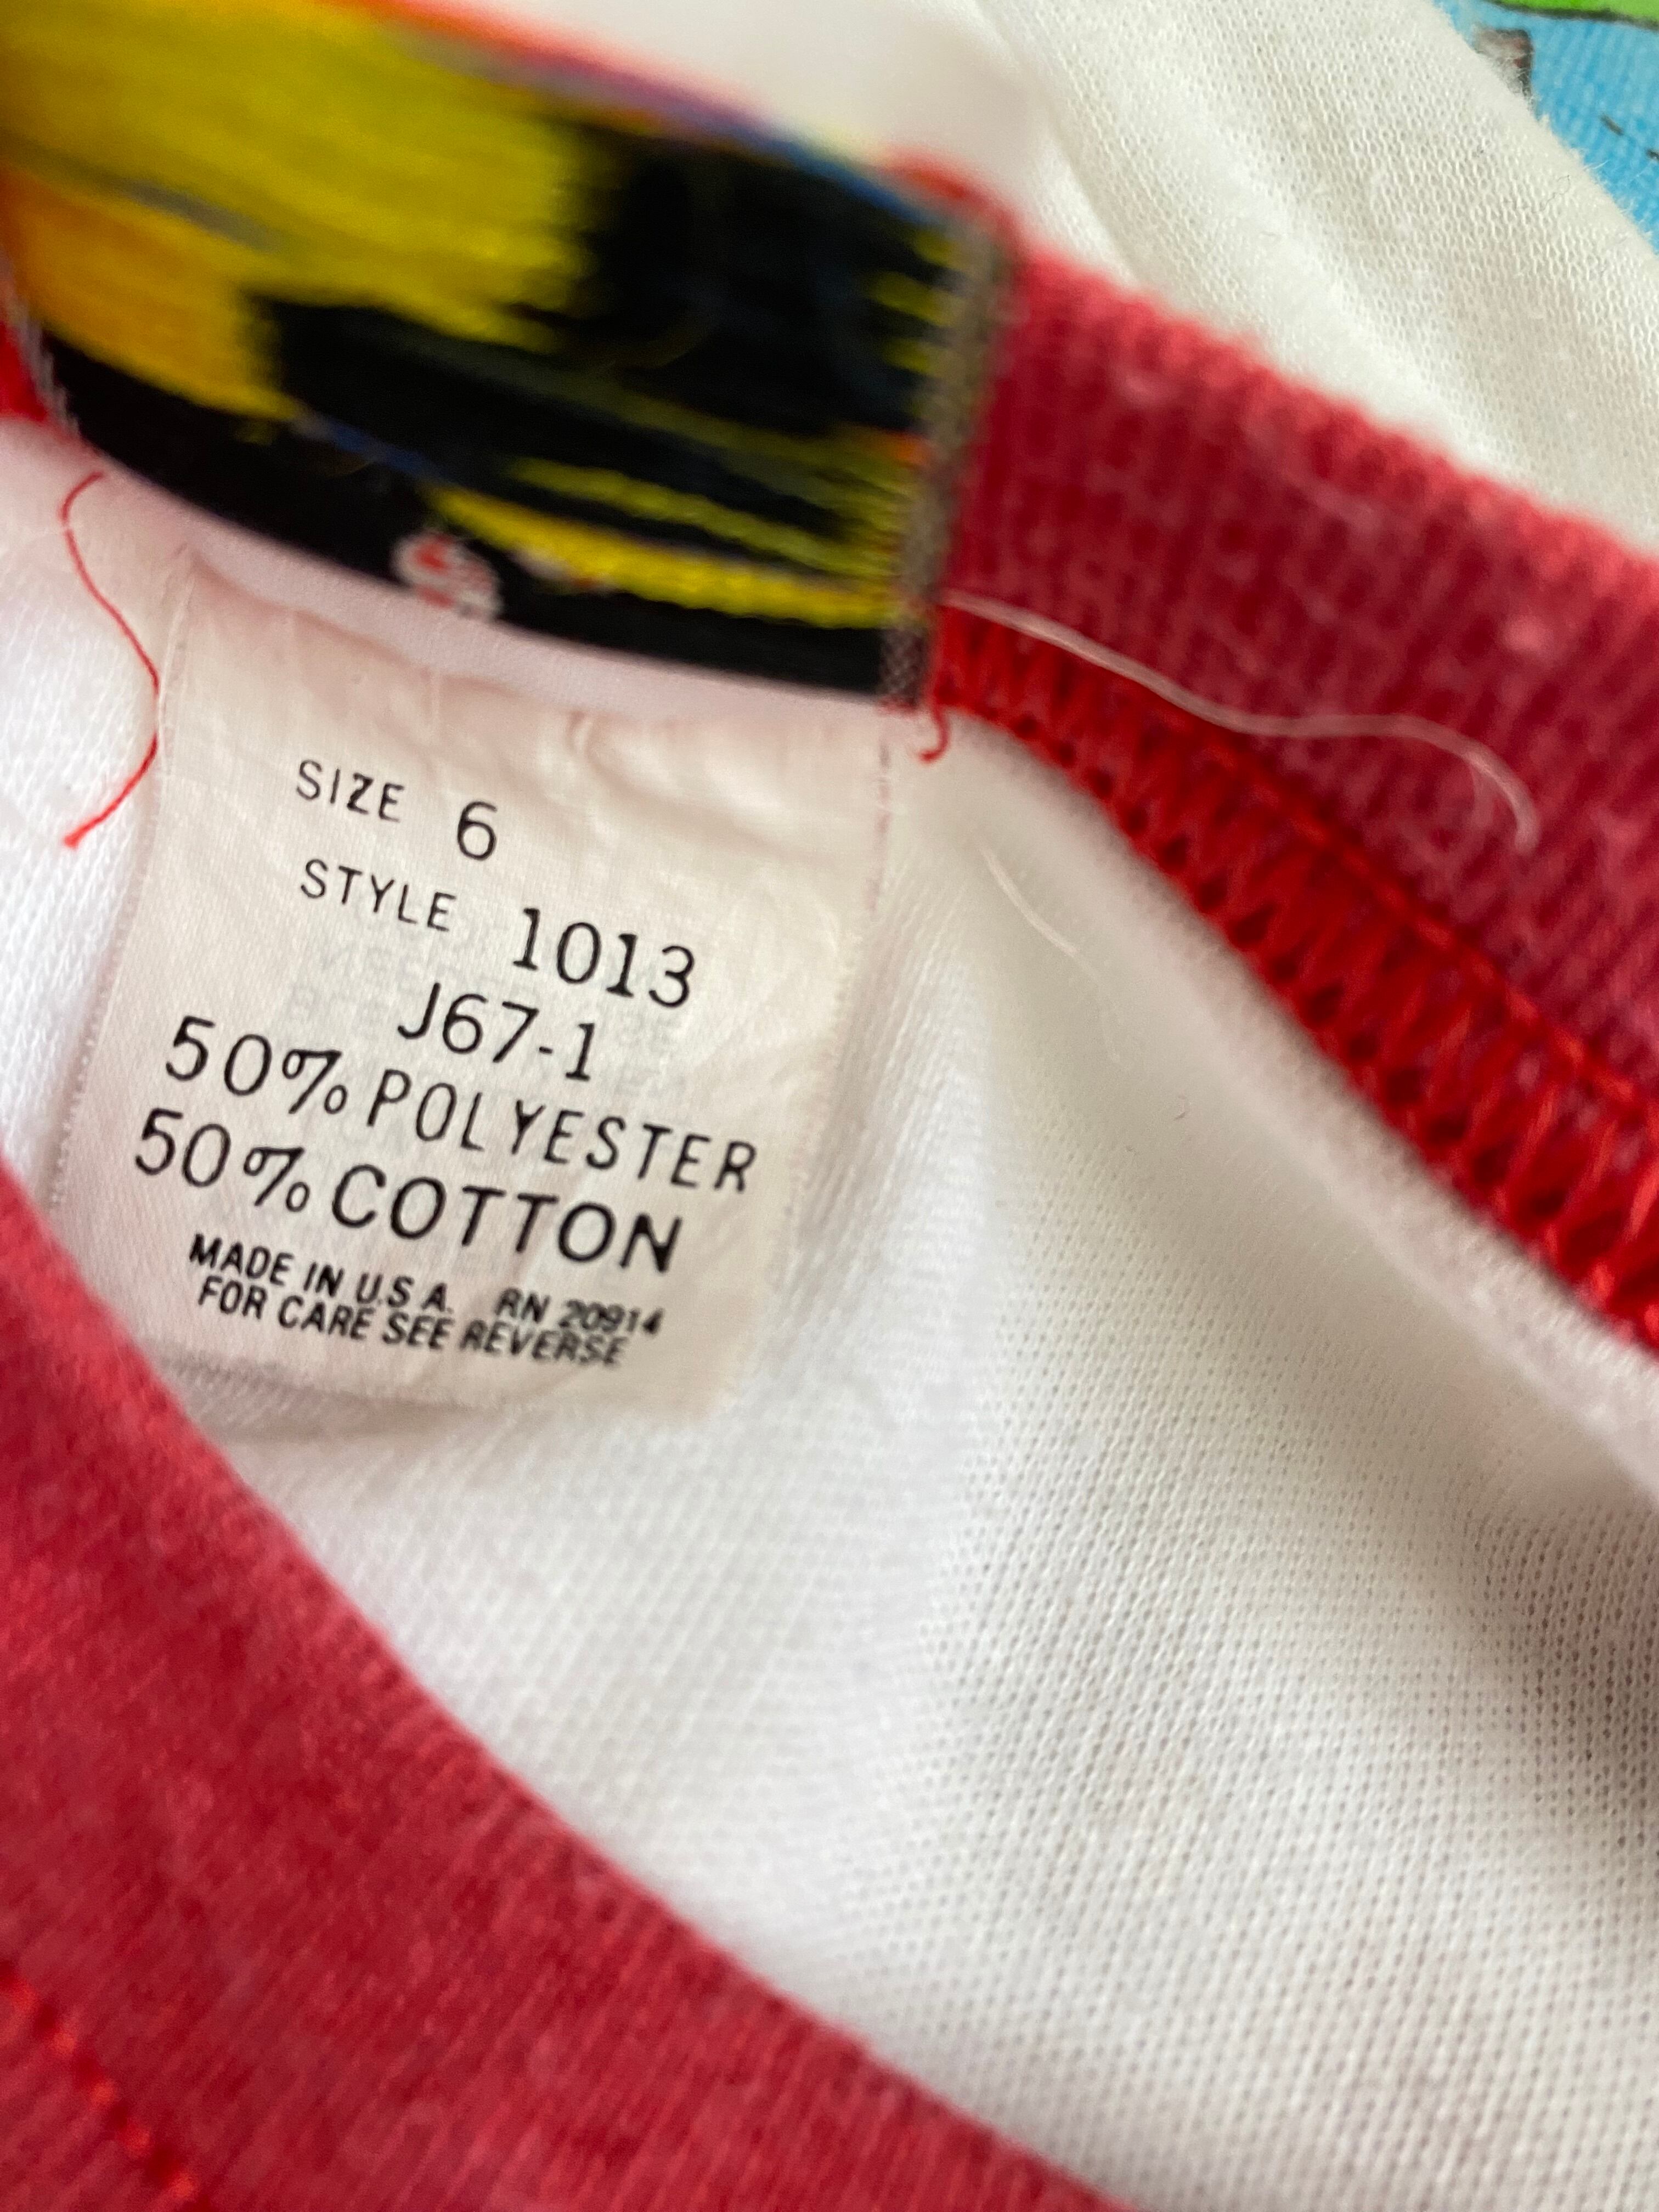 SIZE 6
STYLE 1013
J67-1
50% POLYESTER
50% COTTON
MADE IN U.S.A. RN 20914
FOR CARE SEE REVERSE